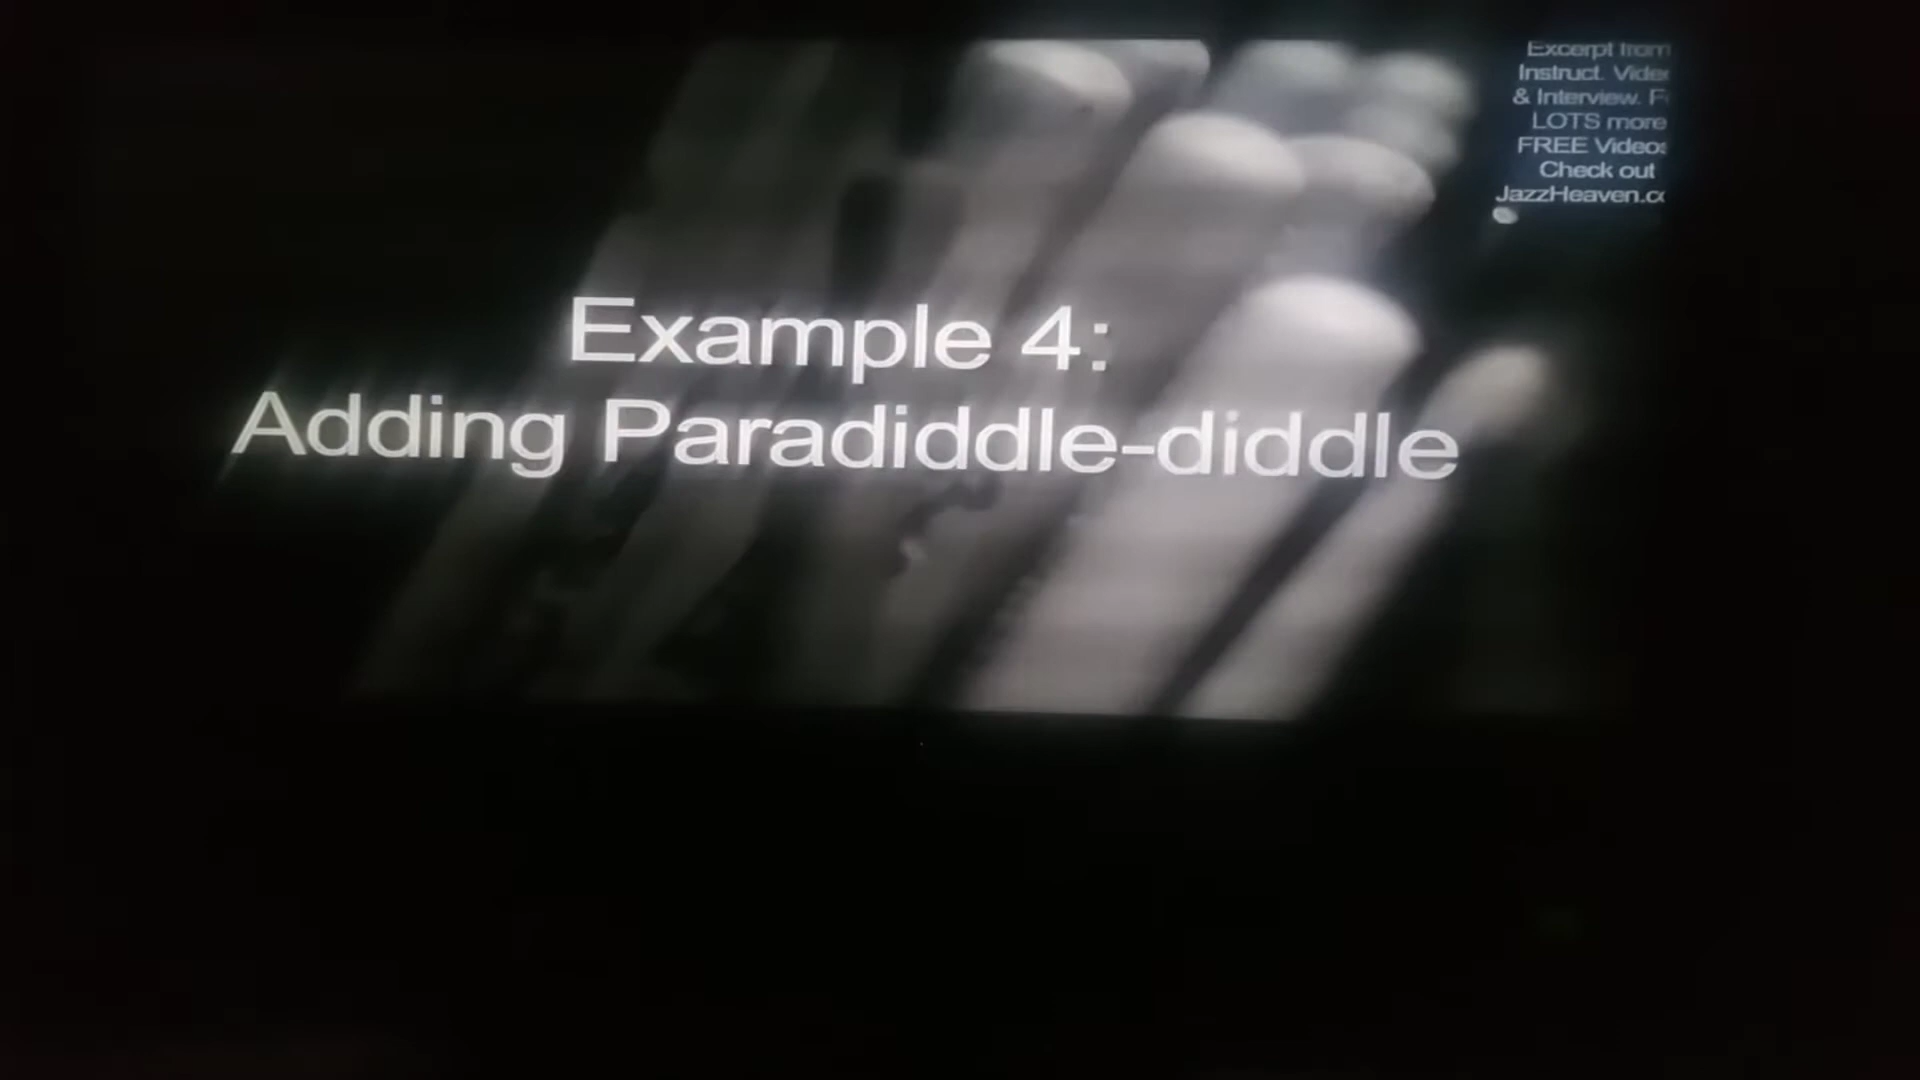 Excerpt from
Instruct.
& Interview.
LOTS more
FREE
Check out
Example 4:
Adding Paradiddle-diddle